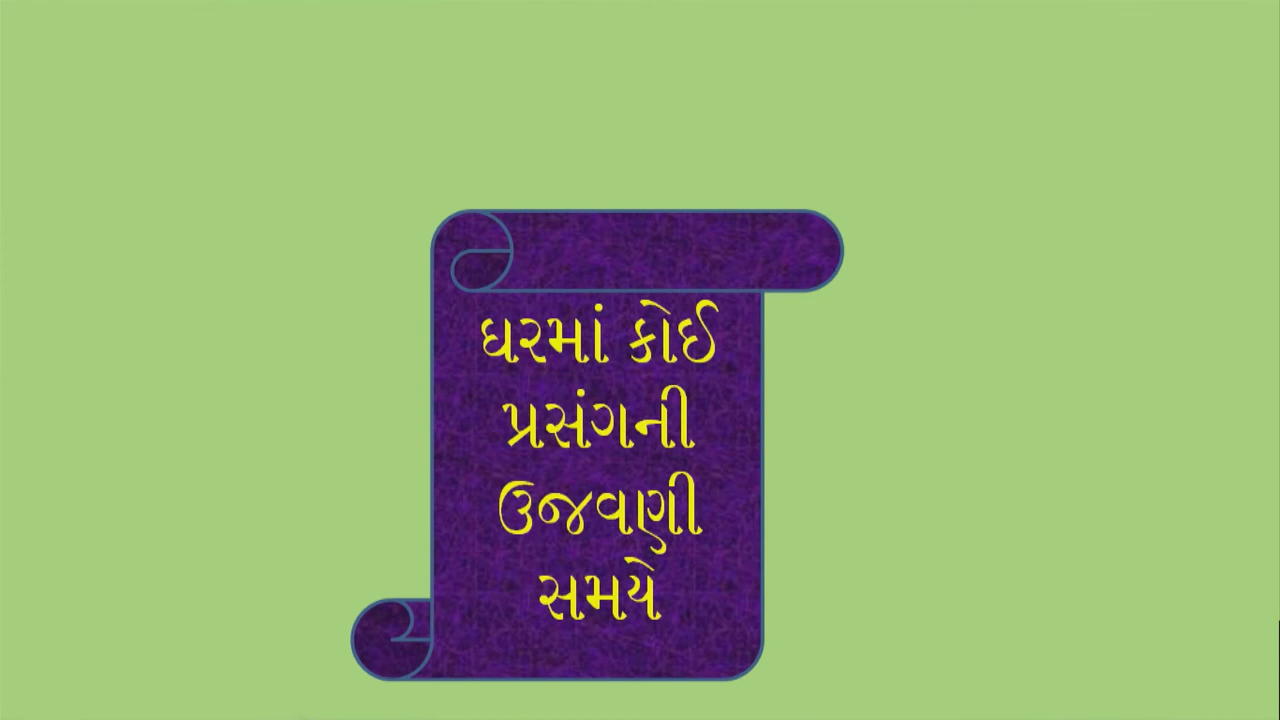 ઘરમાં કોઈ
પ્રસંગની
ઉજવણી
સમયે